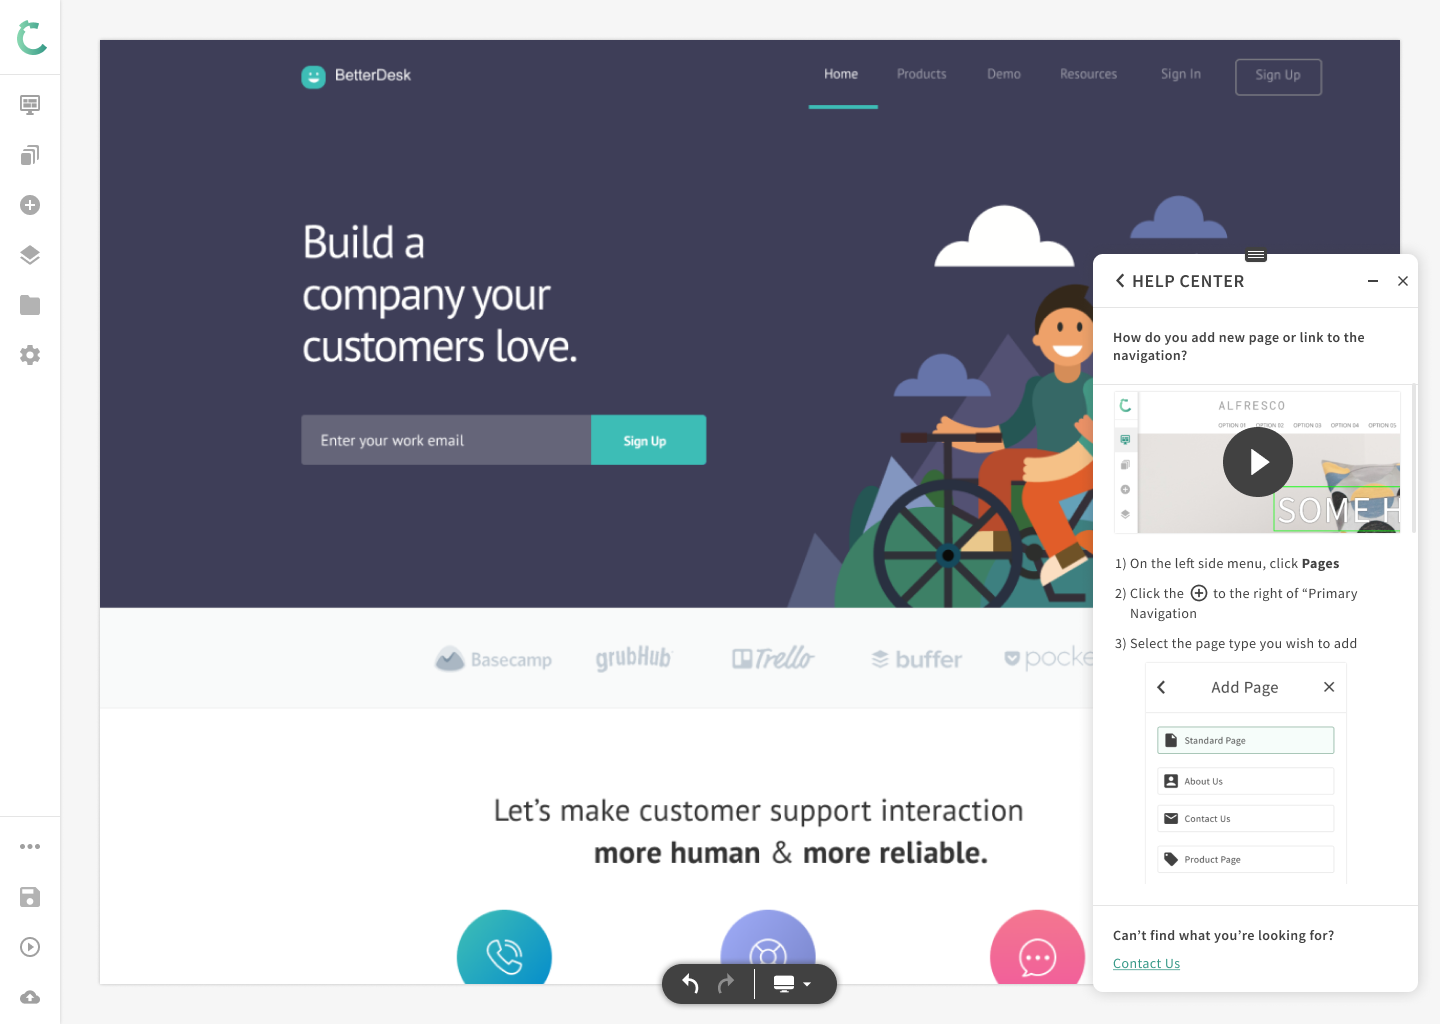 BetterDesk
Home Products Demo Resources Sign In Sign Up
Build a
company your
customers love.
Enter your work email Sign Up
Basecamp grubHub Trello buffer
Let's make customer support interaction
more human & more reliable.
HELP CENTER
How do you add new page or link to the
navigation?
ALFRESCO
OPTION 01 OPTION 02 OPTION 03 OPTION 04 OPTION 05
SOME H
1) On the left side menu, click Pages
2) Click the to the right of “Primary
Navigation
3) Select the page type you wish to add
Add Page
Standard Page
About Us
Contact Us
Product Page
Can't find what you're looking for?
Contact Us